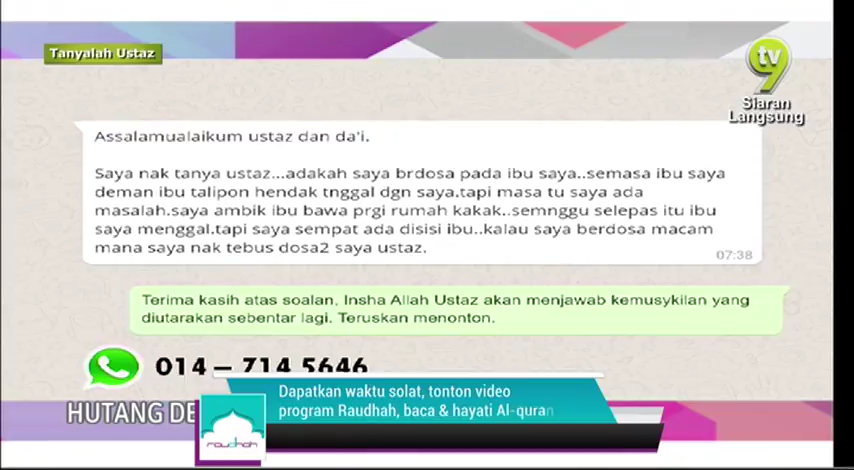 Tanyalah Ustaz
tv
9
Siaran
Langsung
Assalamualaikum ustaz dan da'i.
Saya nak tanya ustaz...adakah saya brdosa pada ibu saya..semasa ibu saya
deman ibu talipon hendak tnggal dgn saya.tapi masa tu saya ada
masalah.saya ambik ibu bawa prgi rumah kakak..semnggu selepas itu ibu
saya menggal.tapi saya sempat ada disisi ibu..kalau saya berdosa macam
mana saya nak tebus dosa2 saya ustaz.
07:38
Terima kasih atas soalan, Insha Allah Ustaz akan menjawab kemusykilan yang
diutarakan sebentar lagi. Teruskan menonton.
014 – 714 5646
Dapatkan waktu solat, tonton video
program Raudhah, baca & hayati Al-quran
HUTANG DE
raudhah